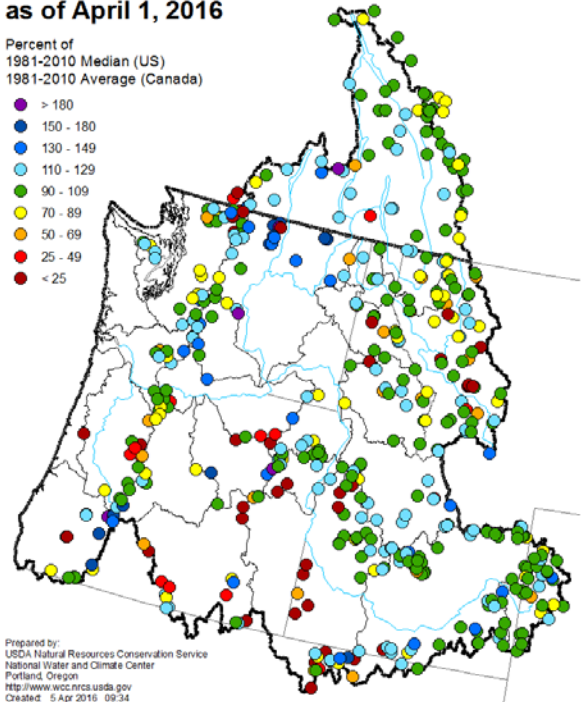 as of April 1, 2016
Percent of
1981-2010 Median (US)
1981-2010 Average (Canada)
> 180
150 - 180
130 - 149
110 - 129
90 - 109
70 - 89
50 - 69
25 - 49
< 25
Prepared by:
USDA Natural Resources Conservation Service
National Water and Climate Center
Portland, Oregon
http://www.wcc.nrcs.usda.gov
Created: 5 Apr 2016 09:34